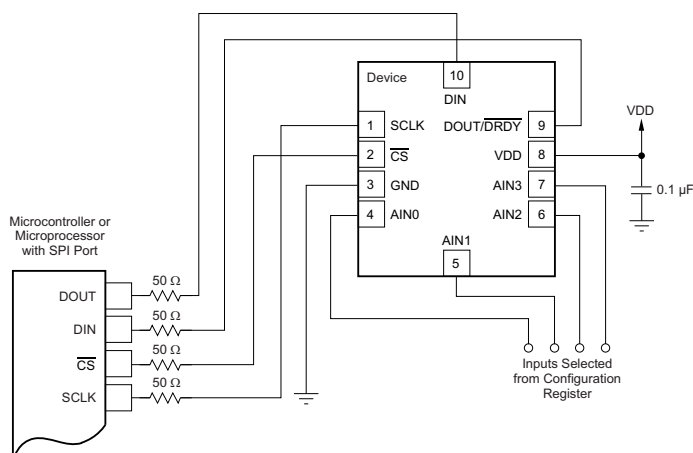 Device
10
DIN
1 SCLK
DOUT/DRDY 9
2 CS
VDD 8
3 GND
AIN3 7
4 AIN0
AIN2 6
AIN1
5
VDD
0.1 µF
Microcontroller or
Microprocessor
with SPI Port
DOUT
50 Ω
DIN
50 Ω
CS
50 Ω
SCLK
50 Ω
Inputs Selected
from Configuration
Register